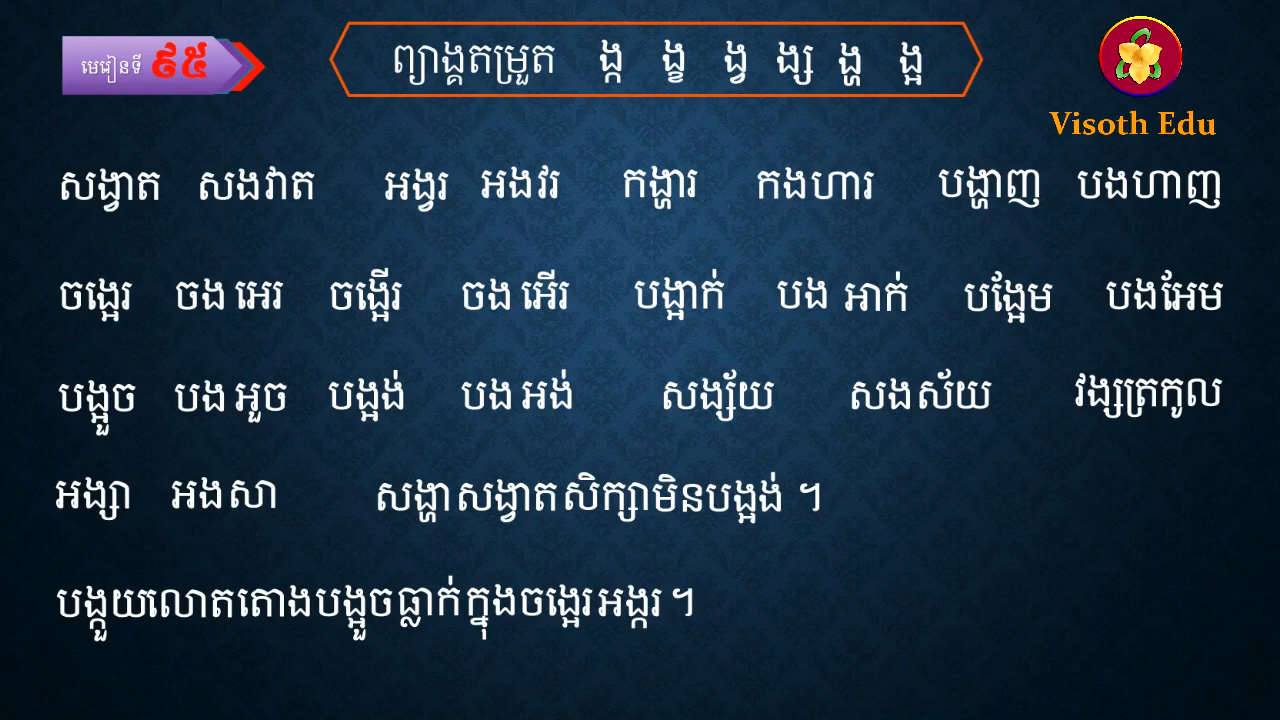 មេរៀនទី ៩៥
ព្យាង្គតម្រួត ង្ក ង្ខ ង្វ ង្ស ង្ហ ង្អ
Visoth Edu
សង្វាត សងវាត អង្វរ អងវរ កង្ហារ កងហារ បង្ហាញ បងហាញ
ចង្អេរ ចង អេរ ចង្អើរ ចង អើរ បង្អាក់ បង អាក់ បង្អែម បងអែម
បង្អួច បង អួច បង្អង់ បង អង់ សង្ស័យ សងស័យ វង្សត្រកូល
អង្សា អងសា សង្ហា សង្វាតសិក្សាមិនបង្អង់ ។
បង្កួយលោតតោងបង្អួចធ្លាក់ក្នុងចង្អេរអង្ករ ។